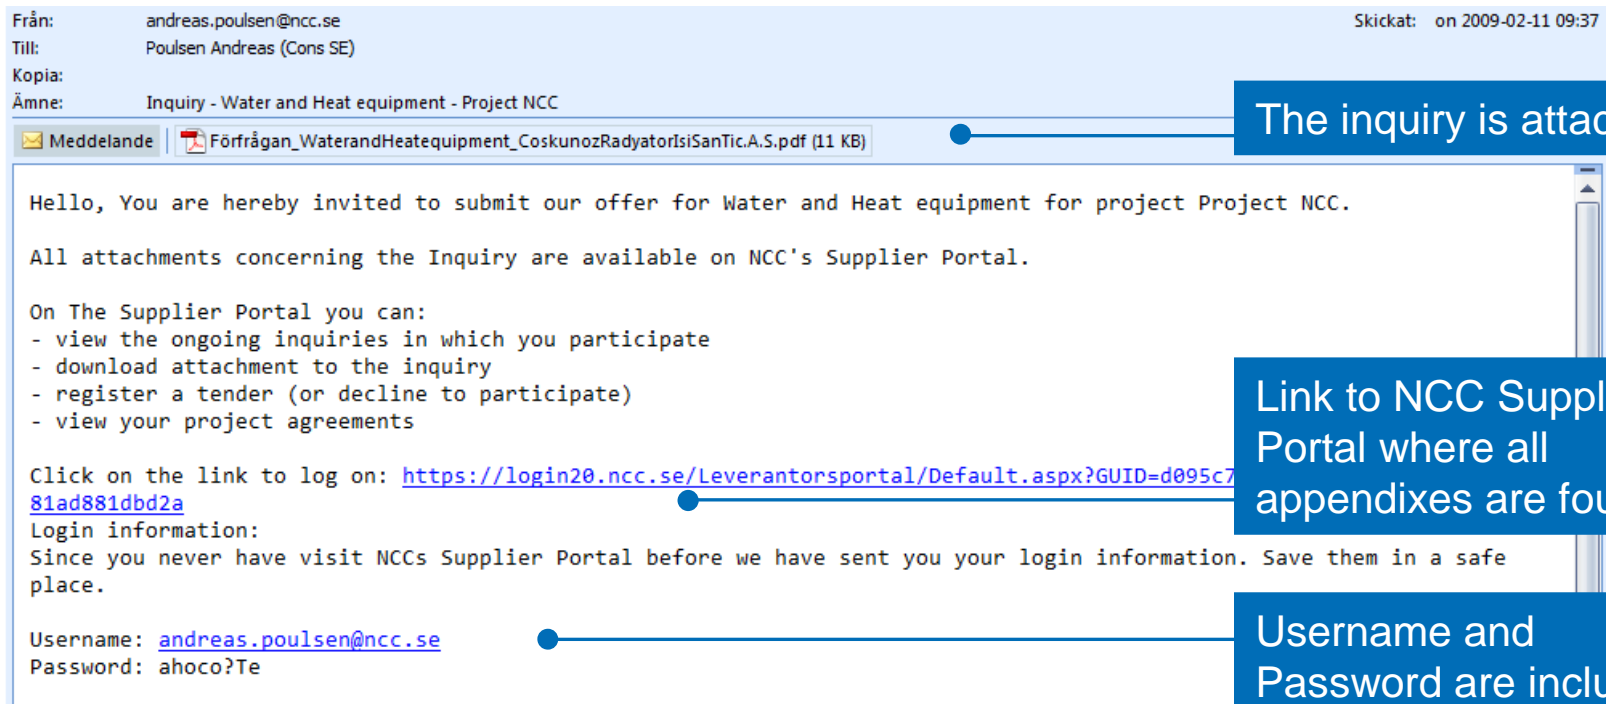 Från: andreas.poulsen@ncc.se Skickat: on 2009-02-11 09:37
Till: Poulsen Andreas (Cons SE)
Kopia:
Ämne: Inquiry - Water and Heat equipment - Project NCC
The inquiry is attac
Meddelande Förfrågan_WaterandHeatequipment_CoskunozRadyatorIsiSanTic.A.S.pdf (11 KB)
Hello, You are hereby invited to submit our offer for Water and Heat equipment for project Project NCC.
All attachments concerning the Inquiry are available on NCC's Supplier Portal.
On The Supplier Portal you can:
- view the ongoing inquiries in which you participate
- download attachment to the inquiry
- register a tender (or decline to participate)
- view your project agreements
Link to NCC Suppl
Portal where all
appendixes are fou
Click on the link to log on: https://login20.ncc.se/Leverantorsportal/Default.aspx?GUID=d095c7
81ad881dbd2a
Login information:
Since you never have visit NCCs Supplier Portal before we have sent you your login information. Save them in a safe
place.
Username: andreas.poulsen@ncc.se
Password: ahoco?Te
Username and
Password are inclu